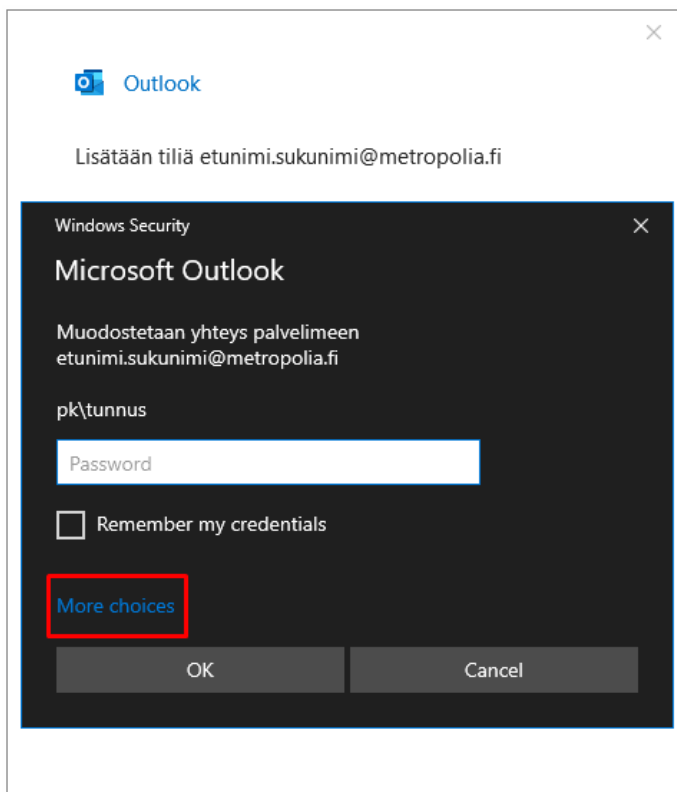 Outlook
Lisätään tiliä etunimi.sukunimi@metropolia.fi
Windows Security
Microsoft Outlook
Muodostetaan yhteys palvelimeen
etunimi.sukunimi@metropolia.fi
pk\tunnus
Password
Remember my credentials
More choices
OK
Cancel